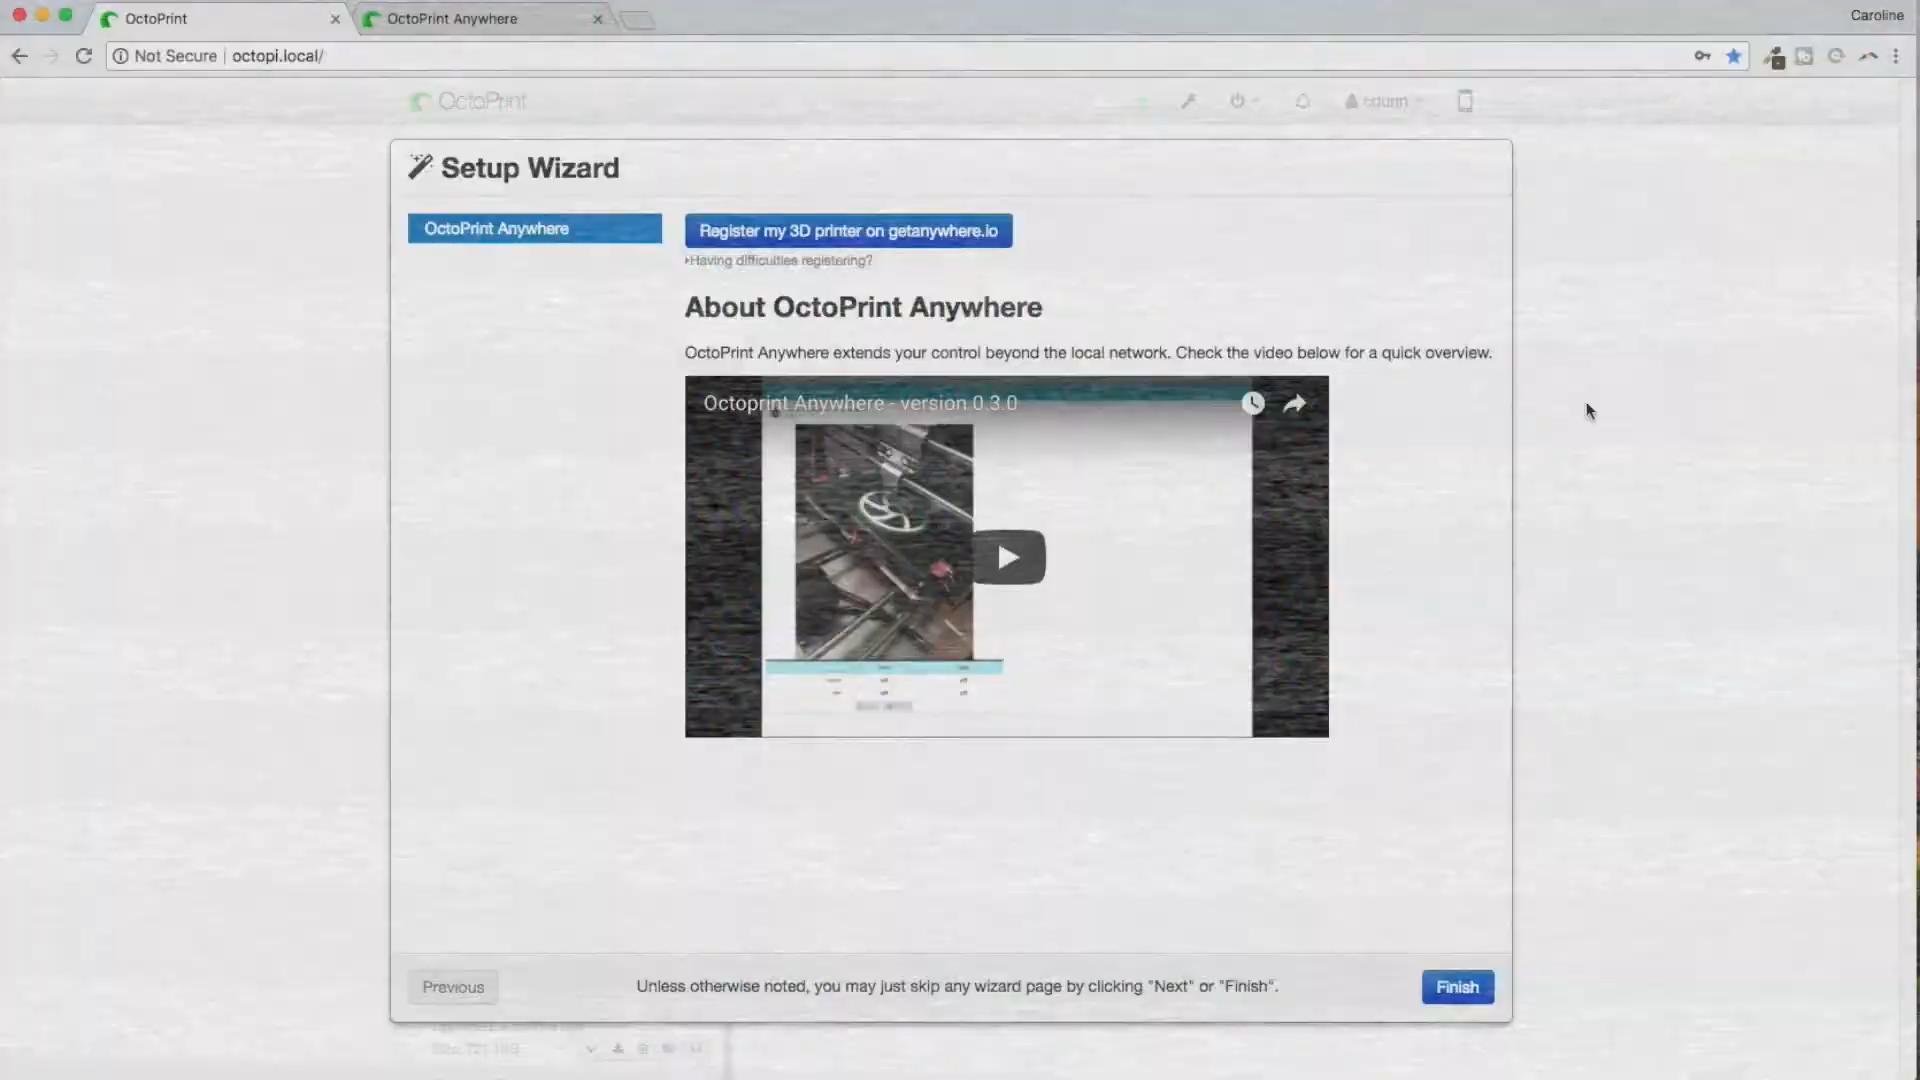 OctoPrint
OctoPrint Anywhere
Caroline
Not Secure
octopi.local/
OctoPrint
Setup Wizard
OctoPrint Anywhere
Register my 3D printer on getanywhere.io
Having difficulties registering?
About OctoPrint Anywhere
OctoPrint Anywhere extends your control beyond the local network. Check the video below for a quick overview.
Octoprint Anywhere - version 0.3.0
Previous
Unless otherwise noted, you may just skip any wizard page by clicking "Next" or "Finish".
Finish